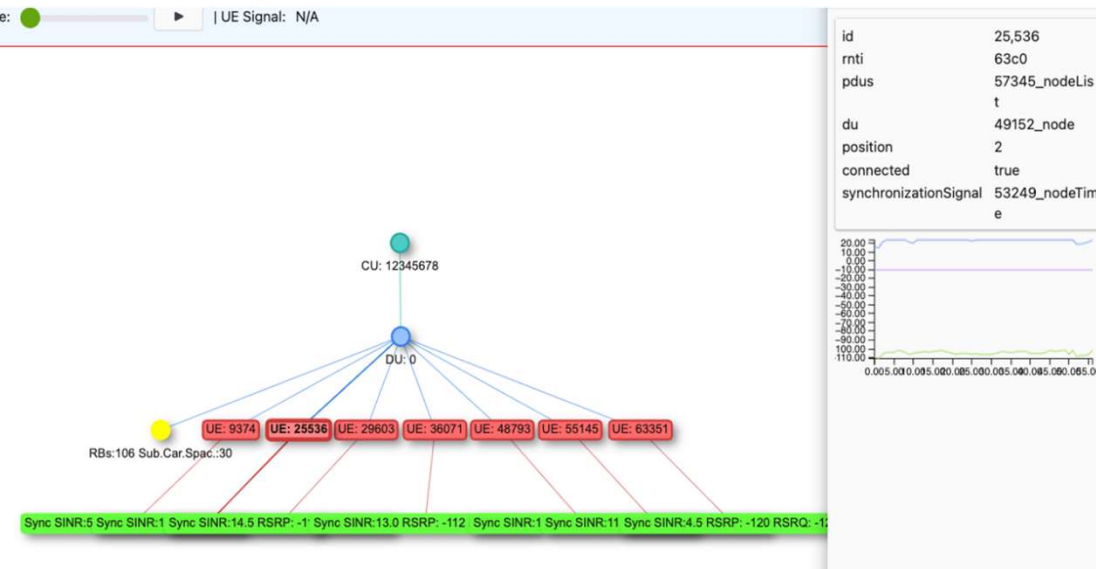 e:
| UE Signal: N/A
id 25,536
rnti 63c0
pdus 57345_nodeLis
t
du 49152_node
position 2
connected true
synchronizationSignal 53249_nodeTim
e
20.00
10.00
0.00
-10.00
-20.00
-30.00
-40.00
-50.00
-60.00
-70.00
-80.00
-90.00
100.00
-110.00
CU: 12345678
DU: 0
UE: 9374 UE: 25536 UE: 29603 UE: 36071 UE: 48793 UE: 55145 UE: 63351
RBs:106 Sub.Car.Spac.:30
Sync SINR:5 Sync SINR:1 Sync SINR:14.5 RSRP: -1 Sync SINR:13.0 RSRP: -112 Sync SINR:1 Sync SINR:11 Sync SINR:4.5 RSRP: -120 RSRQ: -12